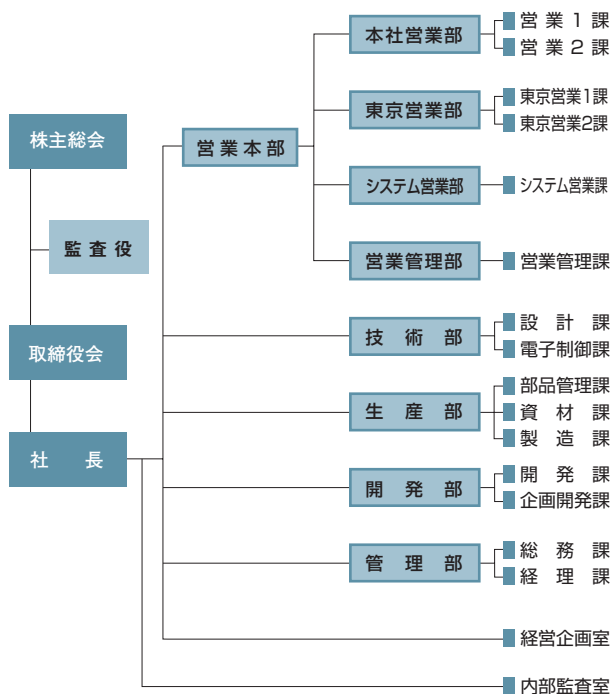 株主総会
監査役
取締役会
社長
営業本部
本社営業部
営業1課
営業2課
東京営業部
東京営業1課
東京営業2課
システム営業部
システム営業課
営業管理部
営業管理課
技術部
設計課
電子制御課
生産部
部品管理課
資材課
製造課
開発部
開発課
企画開発課
管理部
総務課
経理課
経営企画室
内部監査室